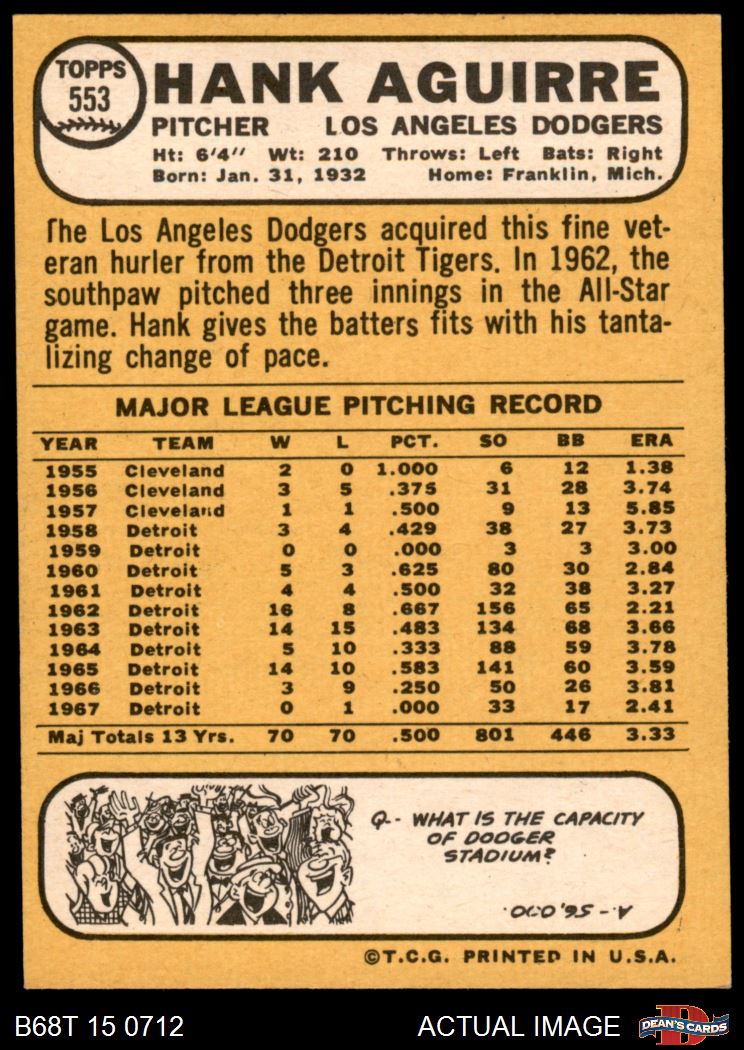 TOPPS
553
HANK AGUIRRE
PITCHER LOS ANGELES DODGERS
Ht: 6'4" Wt: 210 Throws: Left Bats: Right
Born: Jan. 31, 1932 Home: Franklin, Mich.
The Los Angeles Dodgers acquired this fine vet-
eran hurler from the Detroit Tigers. In 1962, the
southpaw pitched three innings in the All-Star
game. Hank gives the batters fits with his tanta-
lizing change of pace.
MAJOR LEAGUE PITCHING RECORD
YEAR TEAM W L PCT. SO BB ERA
1955 Cleveland 2 0 1.000 6 12 1.38
1956 Cleveland 3 5 .375 31 28 3.74
1957 Cleveland 1 1 .500 9 13 5.85
1958 Detroit 3 4 .429 38 27 3.73
1959 Detroit 0 0 .000 3 3 3.00
1960 Detroit 5 3 .625 80 30 2.84
1961 Detroit 4 4 .500 32 38 3.27
1962 Detroit 16 8 .667 156 65 2.21
1963 Detroit 14 15 .483 134 68 3.66
1964 Detroit 5 10 .333 88 59 3.78
1965 Detroit 14 10 .583 141 60 3.59
1966 Detroit 3 9 .250 50 26 3.81
1967 Detroit 0 1 .000 33 17 2.41
Maj Totals 13 Yrs. 70 70 .500 801 446 3.33
Q-- WHAT IS THE CAPACITY
OF DODGER
STADIUM?
A--56,000.
©T.C.G. PRINTED IN U.S.A.
B68T 15 0712 ACTUAL IMAGE
D
DEAN'S CARDS